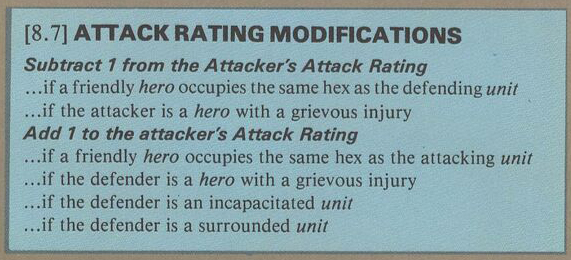 [8.7] ATTACK RATING MODIFICATIONS
Subtract 1 from the Attacker's Attack Rating
...if a friendly hero occupies the same hex as the defending unit
...if the attacker is a hero with a grievous injury
Add 1 to the attacker's Attack Rating
...if a friendly hero occupies the same hex as the attacking unit
...if the defender is a hero with a grievous injury
...if the defender is an incapacitated unit
...if the defender is a surrounded unit